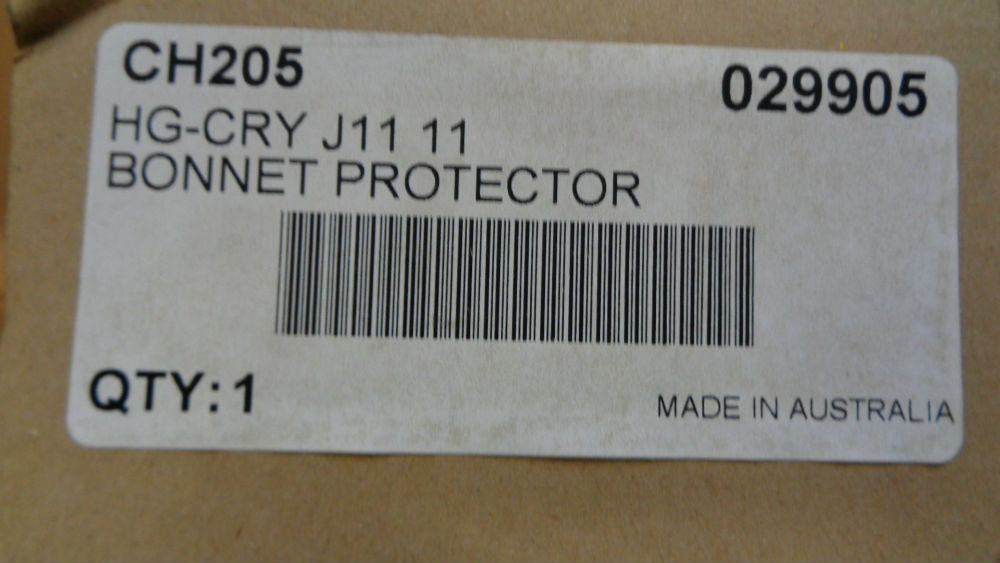 CH205
029905
HG-CRY J11 11
BONNET PROTECTOR
QTY: 1
MADE IN AUSTRALIA